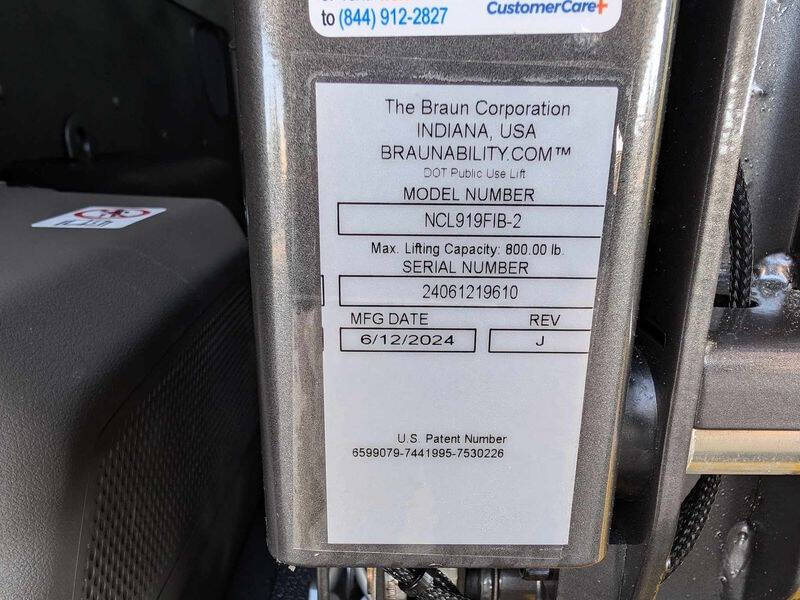 to (844) 912-2827
CustomerCare+
The Braun Corporation
INDIANA, USA
BRAUNABILITY.COM™
DOT Public Use Lift
MODEL NUMBER
NCL919FIB-2
Max. Lifting Capacity: 800.00 lb.
SERIAL NUMBER
24061219610
MFG DATE
REV
6/12/2024
J
U.S. Patent Number
6599079-7441995-7530226